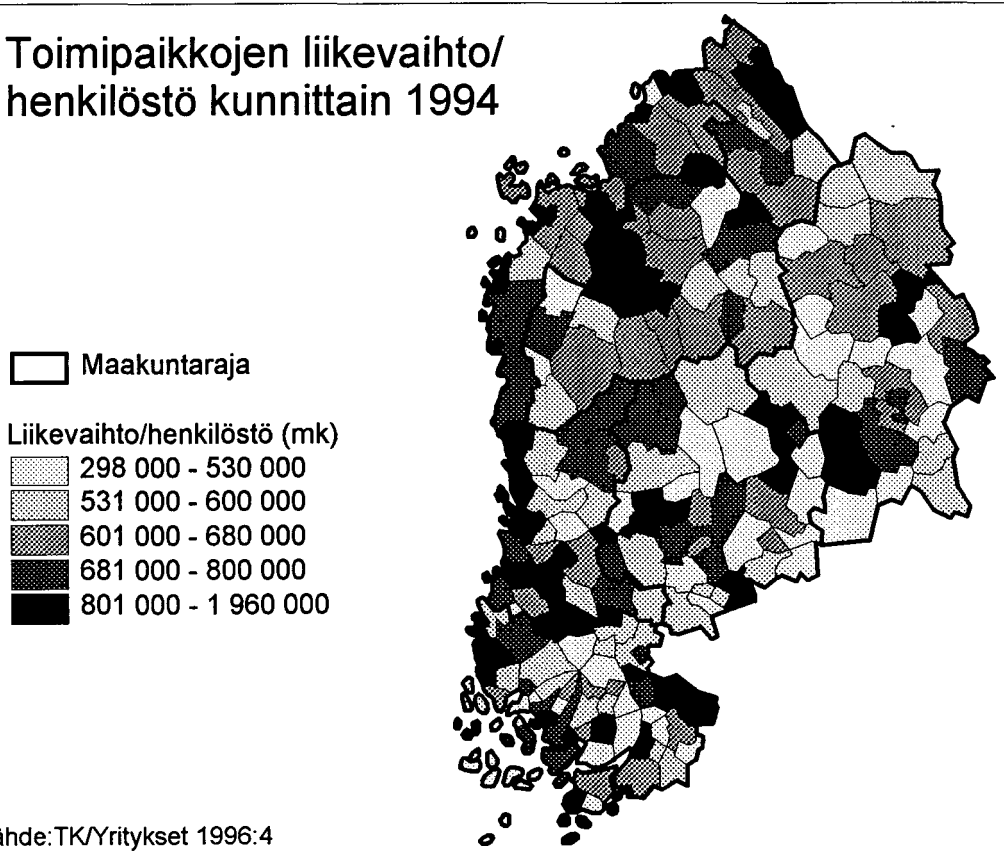 Toimipaikkojen liikevaihto/
henkilöstö kunnittain 1994
Maakuntaraja
Liikevaihto/henkilöstö (mk)
298 000 - 530 000
531 000 - 600 000
601 000 - 680 000
681 000 - 800 000
801 000 - 1 960 000
ähde:TK/Yritykset 1996:4